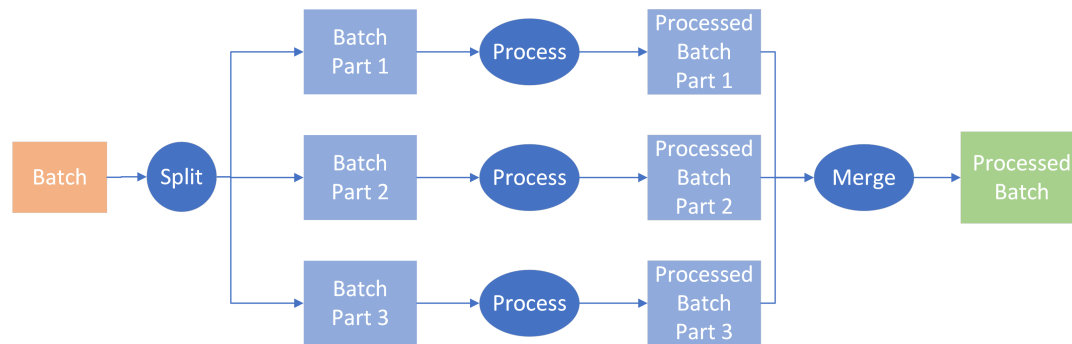 Batch
Split
Batch
Part 1
Process
Processed
Batch
Part 1
Batch
Part 2
Process
Processed
Batch
Part 2
Batch
Part 3
Process
Processed
Batch
Part 3
Merge
Processed
Batch